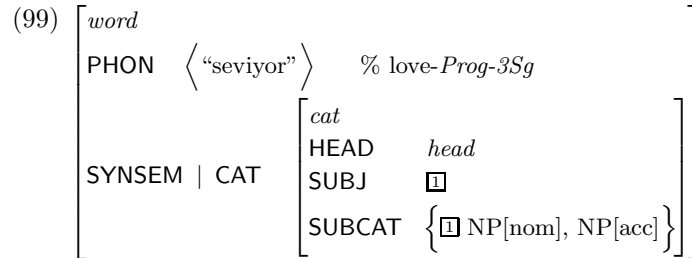 (99) word
PHON ⟨“seviyor”⟩ % love-Prog-3Sg
cat
HEAD head
SYNSEM | CAT SUBJ 1
SUBCAT {1 NP[nom], NP[acc]}